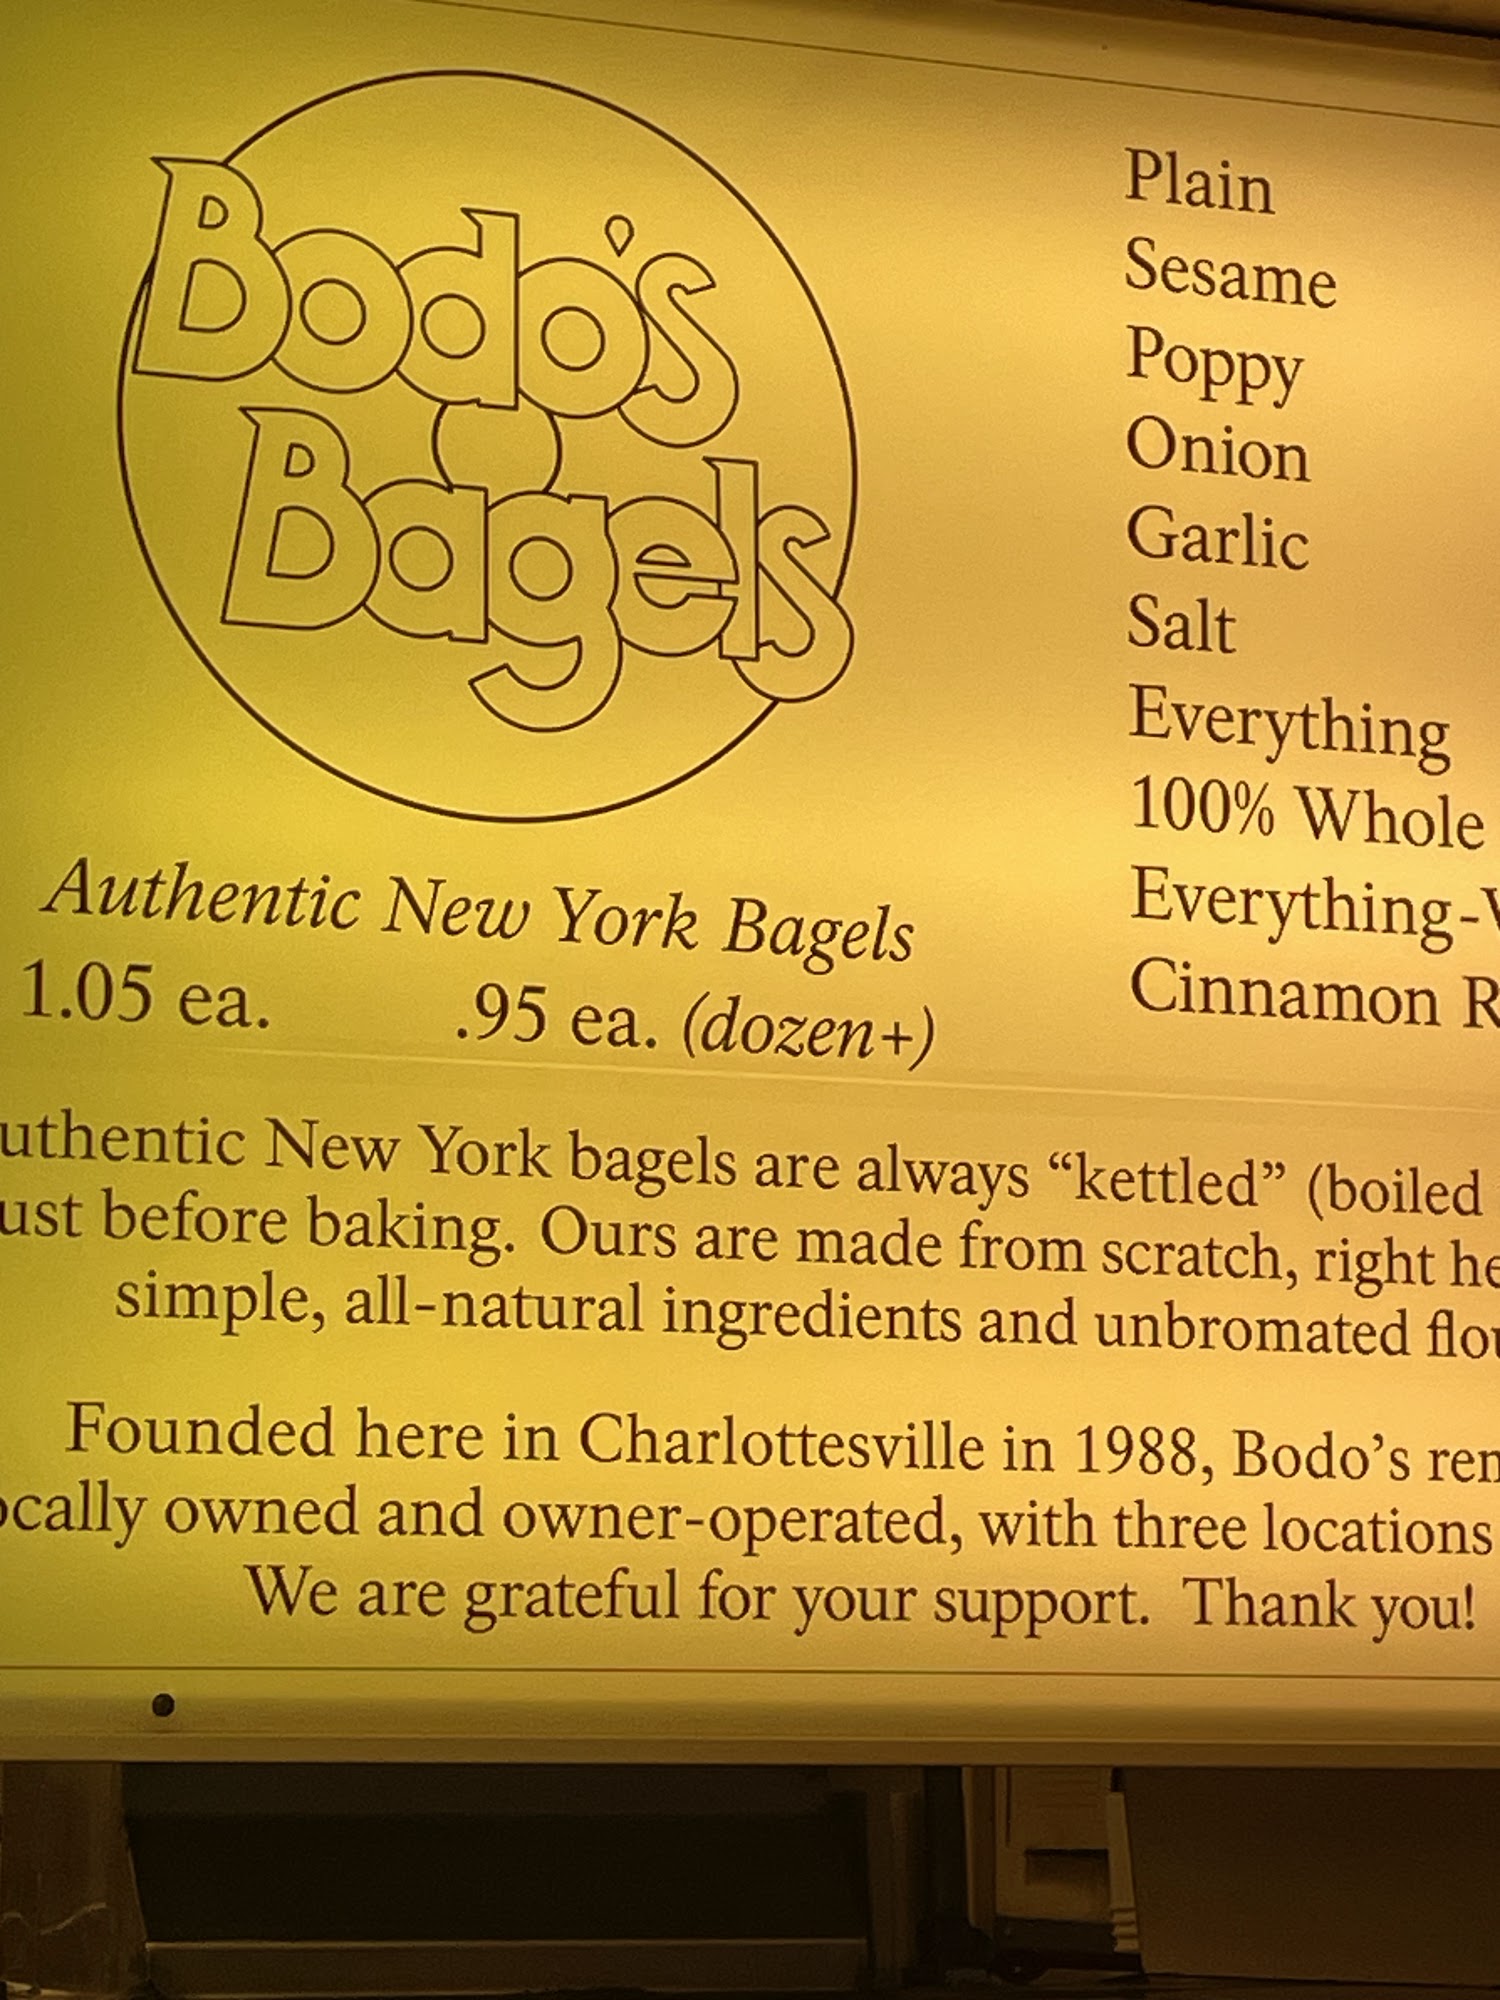 Bodo's
Bagels
Authentic New York Bagels
1.05 ea. .95 ea. (dozen+)
Plain
Sesame
Poppy
Onion
Garlic
Salt
Everything
100% Whole
Everything-
Cinnamon
uthentic New York bagels are always “kettled” (boiled
ust before baking. Ours are made from scratch, right
simple, all-natural ingredients and unbromated
Founded here in Charlottesville in 1988, Bodo’s
ocally owned and owner-operated, with three locations
We are grateful for your support. Thank you!